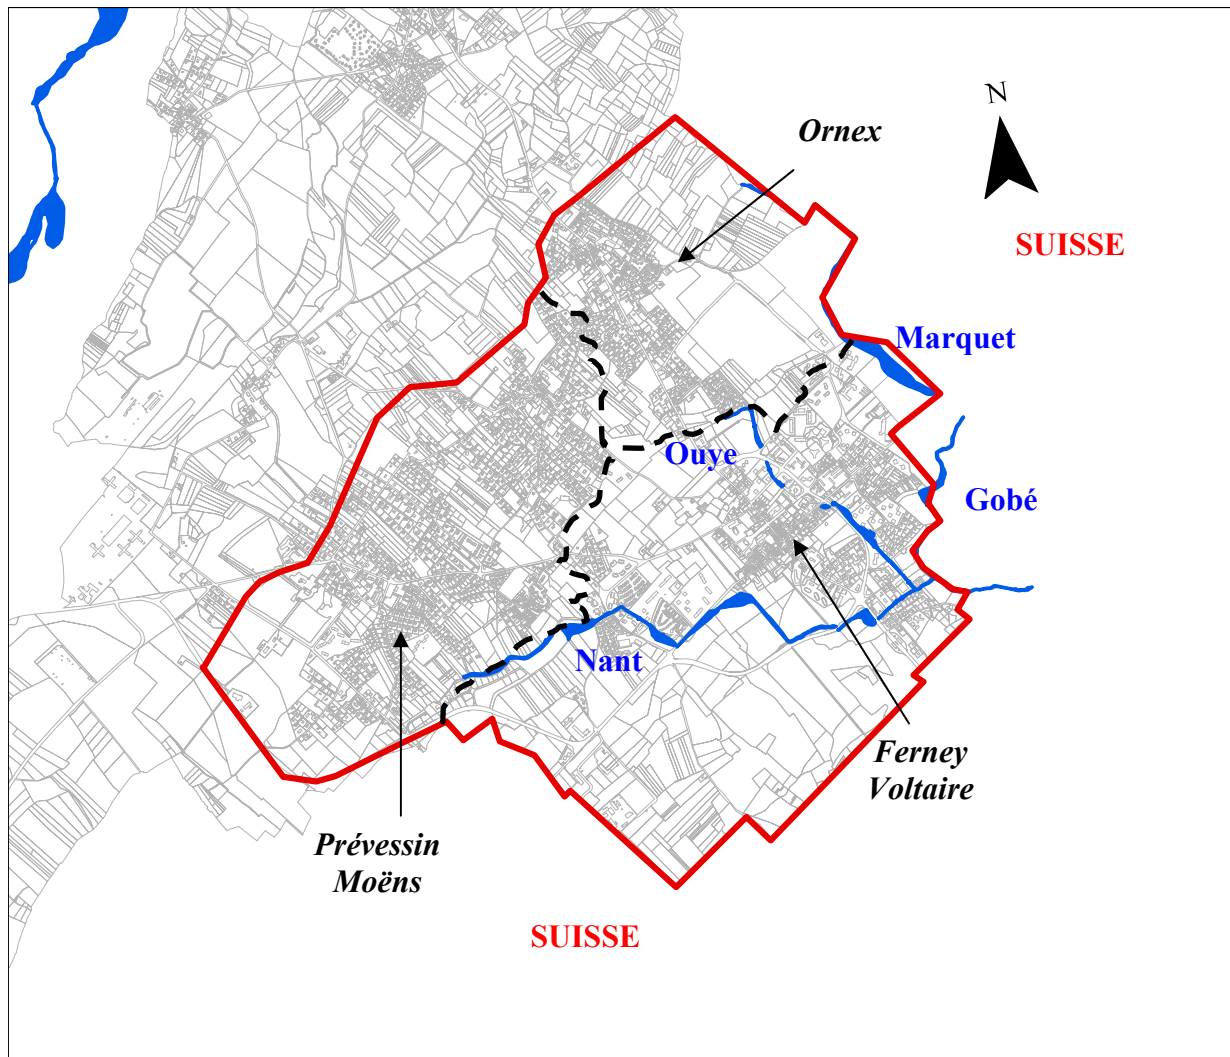 N
Ornex
SUISSE
Marquet
Ouye
Gobé
Nant
Ferney
Voltaire
Prévessin
Moëns
SUISSE